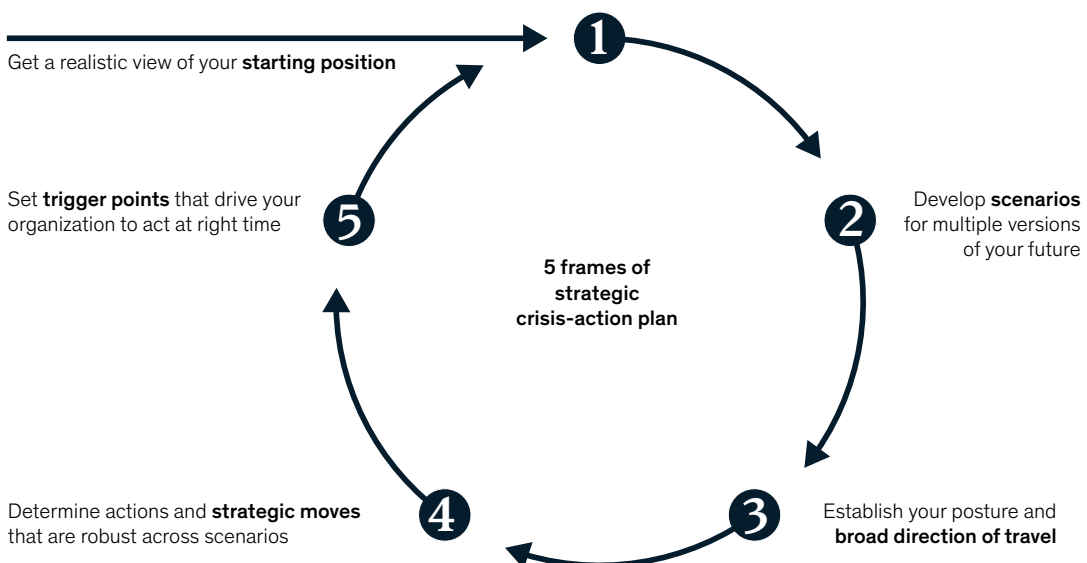 1
Get a realistic view of your starting position
2
Develop scenarios
for multiple versions
of your future
3
Establish your posture and
broad direction of travel
4
Determine actions and strategic moves
that are robust across scenarios
5
Set trigger points that drive your
organization to act at right time
5 frames of
strategic
crisis-action plan